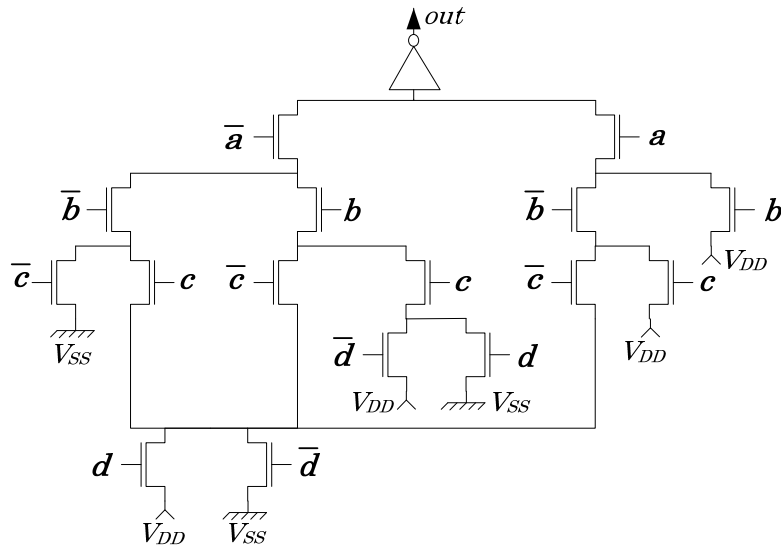 out
a̅ a
b̅ b b̅ b
V_DD
c̅ c c̅ c c̅ c
V_SS d̅ d V_DD
V_DD V_SS
d d̅
V_DD V_SS